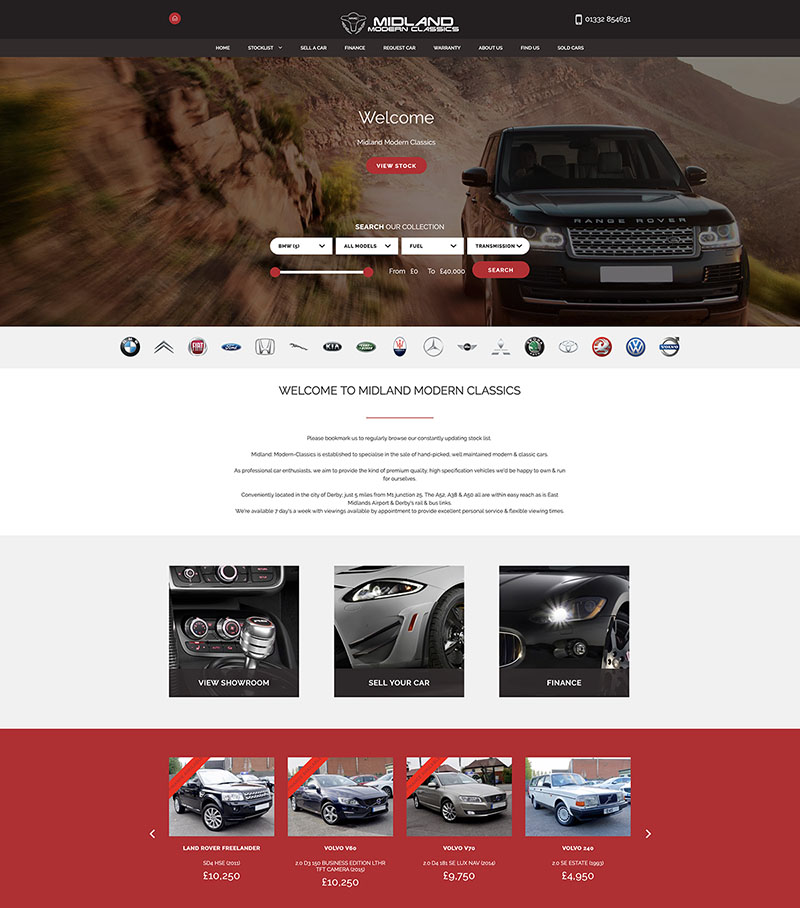 MIDLAND
MODERN CLASSICS
01332 854631
HOME STOCKLIST SELL A CAR FINANCE REQUEST CAR WARRANTY ABOUT US FIND US SOLD CARS
Welcome
Midland Modern Classics
VIEW STOCK
RANGE ROVER
SEARCH OUR COLLECTION
BMW (5) ALL MODELS FUEL TRANSMISSION
From £0 To £40,000 SEARCH
FIAT Ford KIA VOLVO
WELCOME TO MIDLAND MODERN CLASSICS
Please bookmark us to regularly browse our constantly updating stock list.
Midland. Modern-Classics is established to specialise in the sale of hand-picked, well maintained modern & classic cars.
As professional car enthusiasts, we aim to provide the kind of premium quality, high specification vehicles we'd be happy to own & run
for ourselves.
Conveniently located in the city of Derby; just 5 miles from M1 junction 25. The A52, A38 & A50 all are within easy reach as is East
Midlands Airport & Derby's rail & bus links.
We're available 7 day's a week with viewings available by appointment to provide excellent personal service & flexible viewing times.
VIEW SHOWROOM
SELL YOUR CAR
FINANCE
LAND ROVER FREELANDER
SD4 HSE (2011)
£10,250
VOLVO V60
2.0 D3 150 BUSINESS EDITION LTHR
TFT CAMERA (2015)
£10,250
VOLVO V70
2.0 D4 181 SE LUX NAV (2014)
£9,750
VOLVO 240
2.0 SE ESTATE (1993)
£4,950